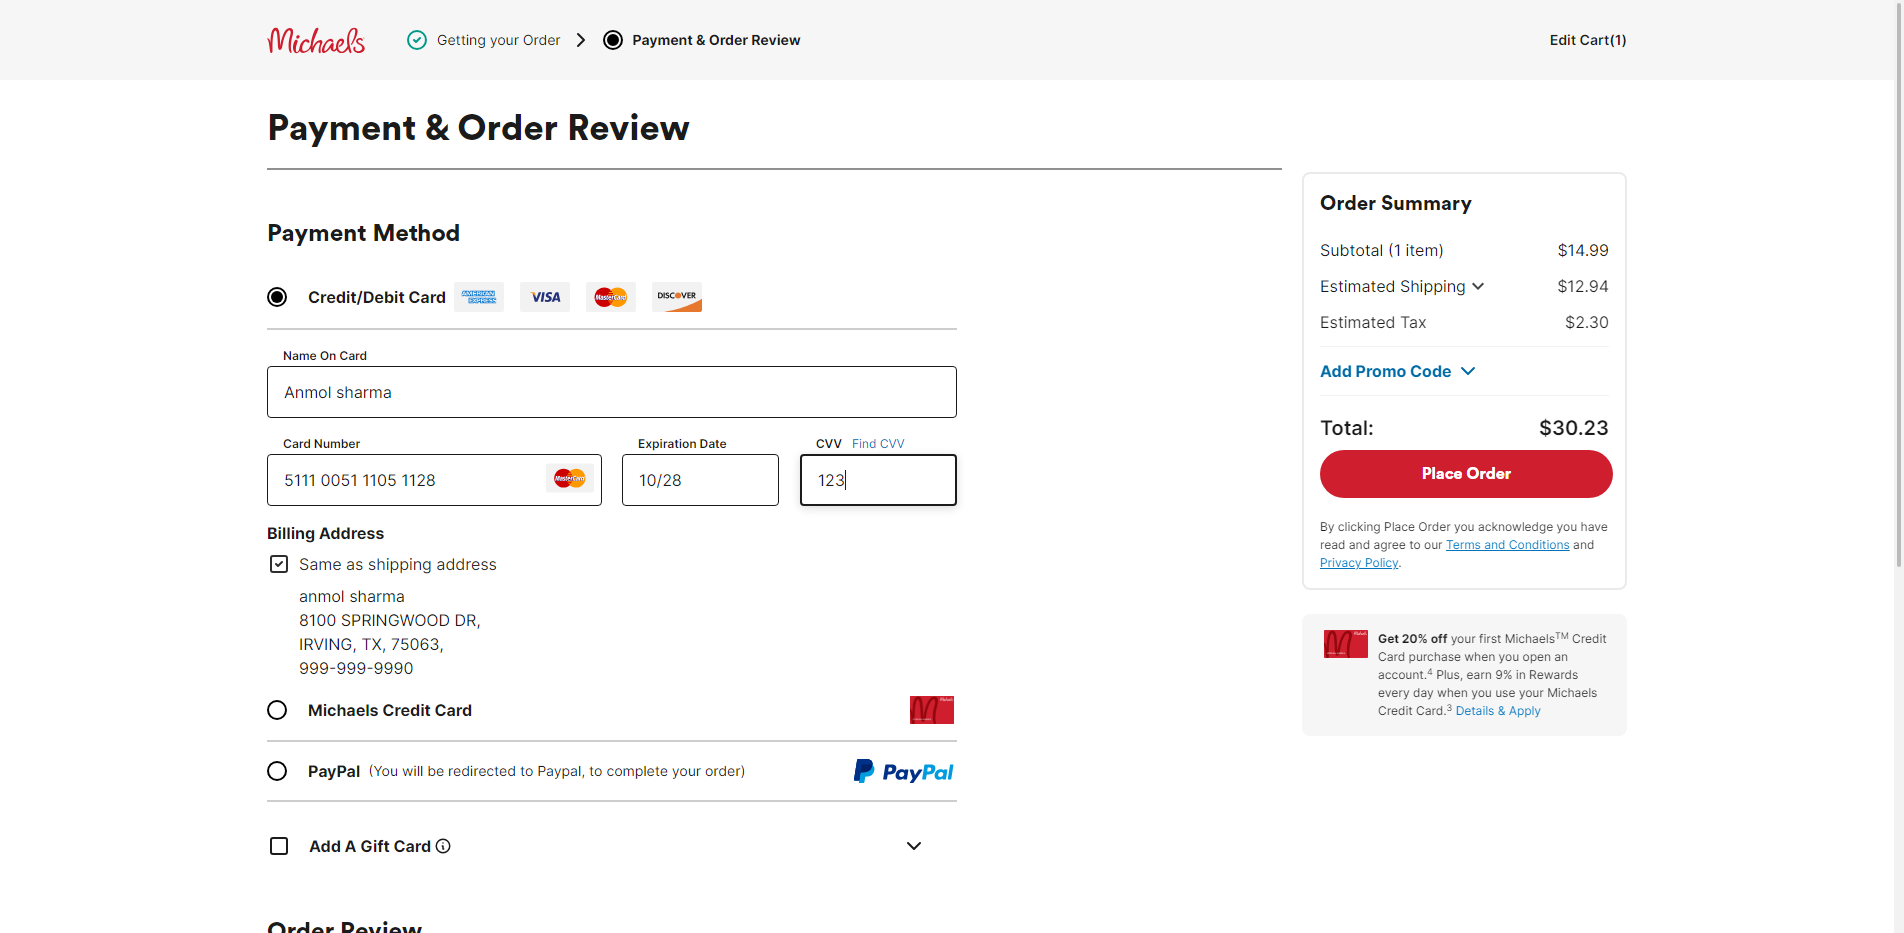 Michaels
Getting your Order
Payment & Order Review
Edit Cart(1)
Payment & Order Review
Payment Method
Credit/Debit Card
AMERICAN EXPRESS
VISA
MasterCard
DISCOVER
Name On Card
Anmol sharma
Card Number
Expiration Date
CVV Find CVV
5111 0051 1105 1128
MasterCard
10/28
123
Billing Address
Same as shipping address
anmol sharma
8100 SPRINGWOOD DR,
IRVING, TX, 75063,
999-999-9990
Michaels Credit Card
PayPal (You will be redirected to Paypal, to complete your order)
PayPal
Add A Gift Card
Order Review
Order Summary
Subtotal (1 item) $14.99
Estimated Shipping $12.94
Estimated Tax $2.30
Add Promo Code
Total: $30.23
Place Order
By clicking Place Order you acknowledge you have
read and agree to our Terms and Conditions and
Privacy Policy.
Get 20% off your first Michaels™ Credit
Card purchase when you open an
account.⁴ Plus, earn 9% in Rewards
every day when you use your Michaels
Credit Card.³ Details & Apply